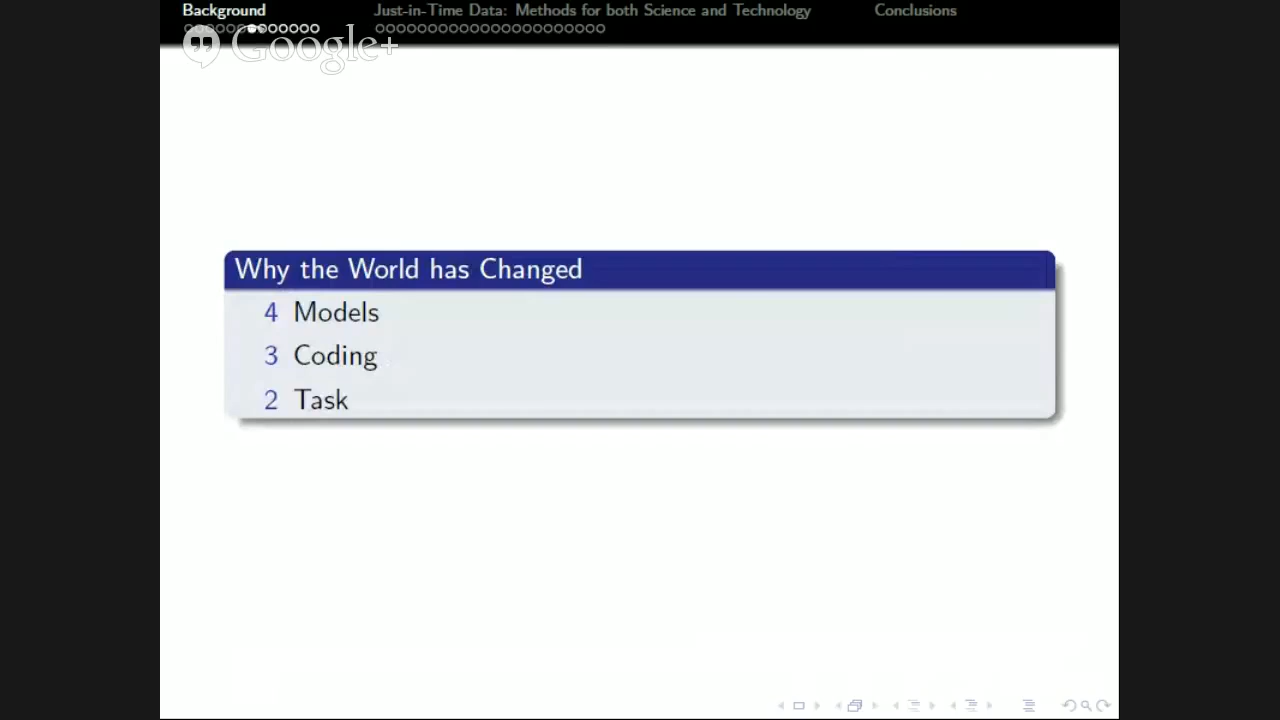 Background Just-in-Time Data: Methods for both Science and Technology Conclusions
Google+
Why the World has Changed
4 Models
3 Coding
2 Task